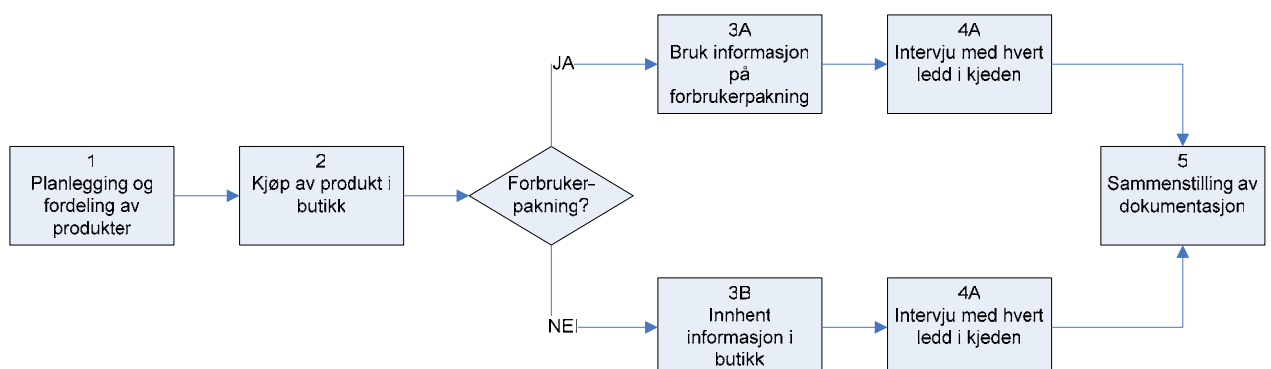 1
Planlegging og
fordeling av
produkter
2
Kjøp av produkt i
butikk
Forbruker–
pakning?
JA
3A
Bruk informasjon
på
forbrukerpakning
4A
Intervju med hvert
ledd i kjeden
NEI
3B
Innhent
informasjon i
butikk
4A
Intervju med hvert
ledd i kjeden
5
Sammenstilling av
dokumentasjon